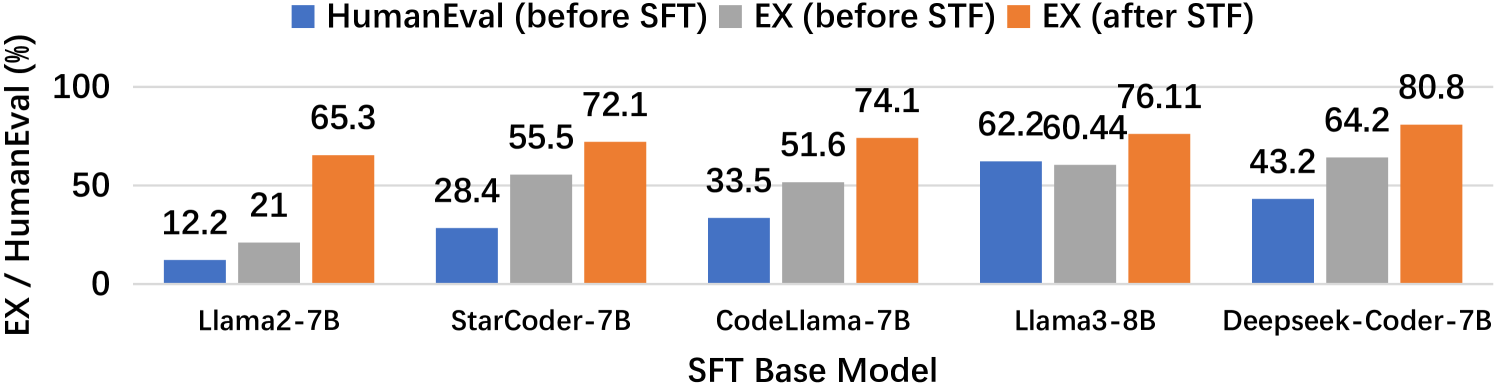 HumanEval (before SFT) EX (before STF) EX (after STF)
EX / HumanEval (%)
100
50
0
12.2 21 65.3
28.4 55.5 72.1
33.5 51.6 74.1
62.2 60.44 76.11
43.2 64.2 80.8
Llama2-7B StarCoder-7B CodeLlama-7B Llama3-8B Deepseek-Coder-7B
SFT Base Model